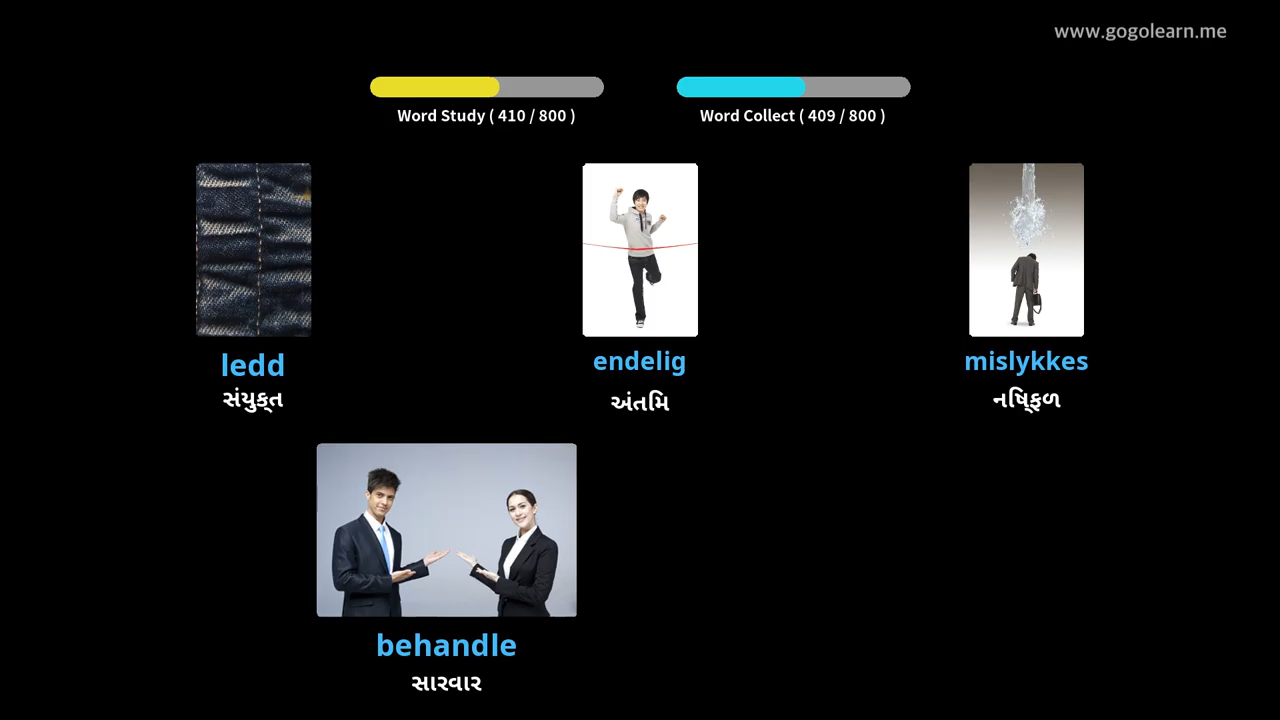 www.gogolearn.me
Word Study ( 410 / 800 )
Word Collect ( 409 / 800 )
ledd
endelig
mislykkes
સંયુક્ત
અંતમિ
નષ્ફિળ
behandle
સારવાર